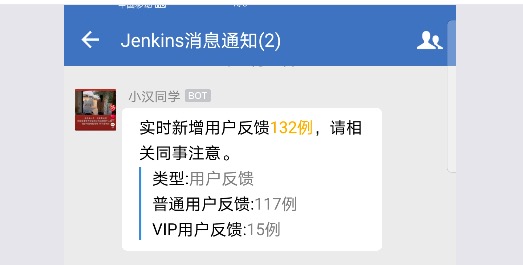 Jenkins消息通知(2)
小汉同学 BOT
实时新增用户反馈132例，请相
关同事注意。
类型:用户反馈
普通用户反馈:117例
VIP用户反馈:15例